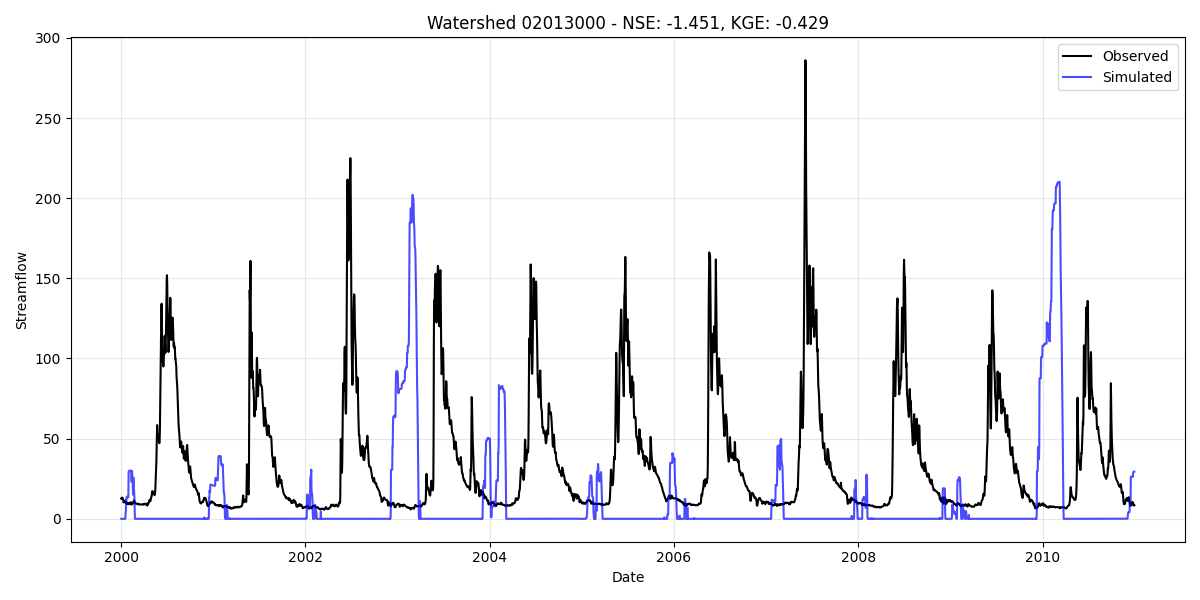 Watershed 02013000 - NSE: -1.451, KGE: -0.429
300
250
200
150
100
50
0
Streamflow
Observed
Simulated
2000 2002 2004 2006 2008 2010
Date